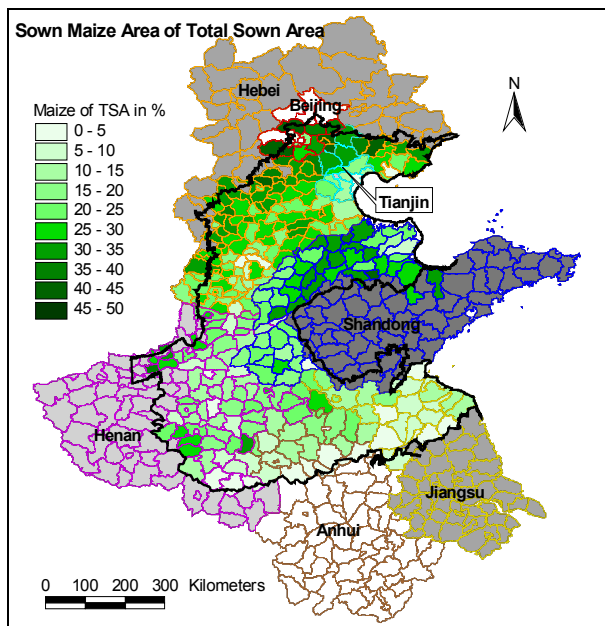 Sown Maize Area of Total Sown Area
Hebei
Beijing
N
Maize of TSA in %
0 - 5
5 - 10
10 - 15
15 - 20
20 - 25
25 - 30
30 - 35
35 - 40
40 - 45
45 - 50
Tianjin
Shandong
Henan
Jiangsu
Anhui
0 100 200 300 Kilometers